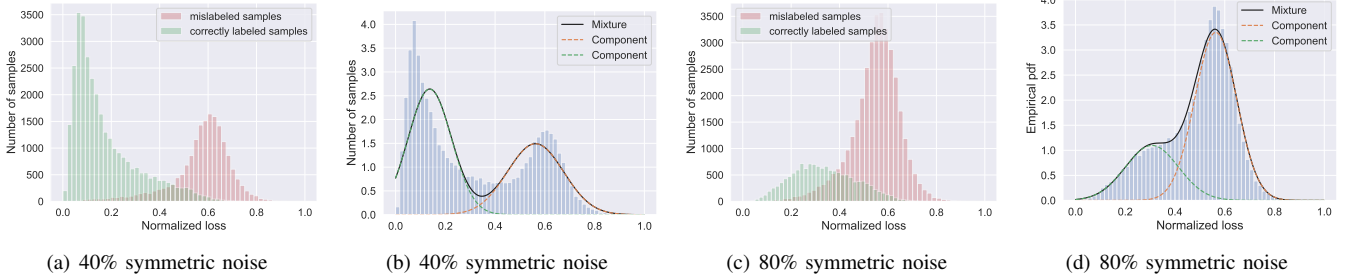 Number of samples
3500
3000
2500
2000
1500
1000
500
0
0.0 0.2 0.4 0.6 0.8 1.0
Normalized loss
mislabeled samples
correctly labeled samples
(a) 40% symmetric noise
Number of samples
4.0
3.5
3.0
2.5
2.0
1.5
1.0
0.5
0.0
0.0 0.2 0.4 0.6 0.8 1.0
Mixture
Component
Component
(b) 40% symmetric noise
Number of samples
3500
3000
2500
2000
1500
1000
500
0
0.0 0.2 0.4 0.6 0.8 1.0
Normalized loss
mislabeled samples
correctly labeled samples
(c) 80% symmetric noise
Empirical pdf
4.0
3.5
3.0
2.5
2.0
1.5
1.0
0.5
0.0
0.0 0.2 0.4 0.6 0.8 1.0
Normalized loss
Mixture
Component
Component
(d) 80% symmetric noise